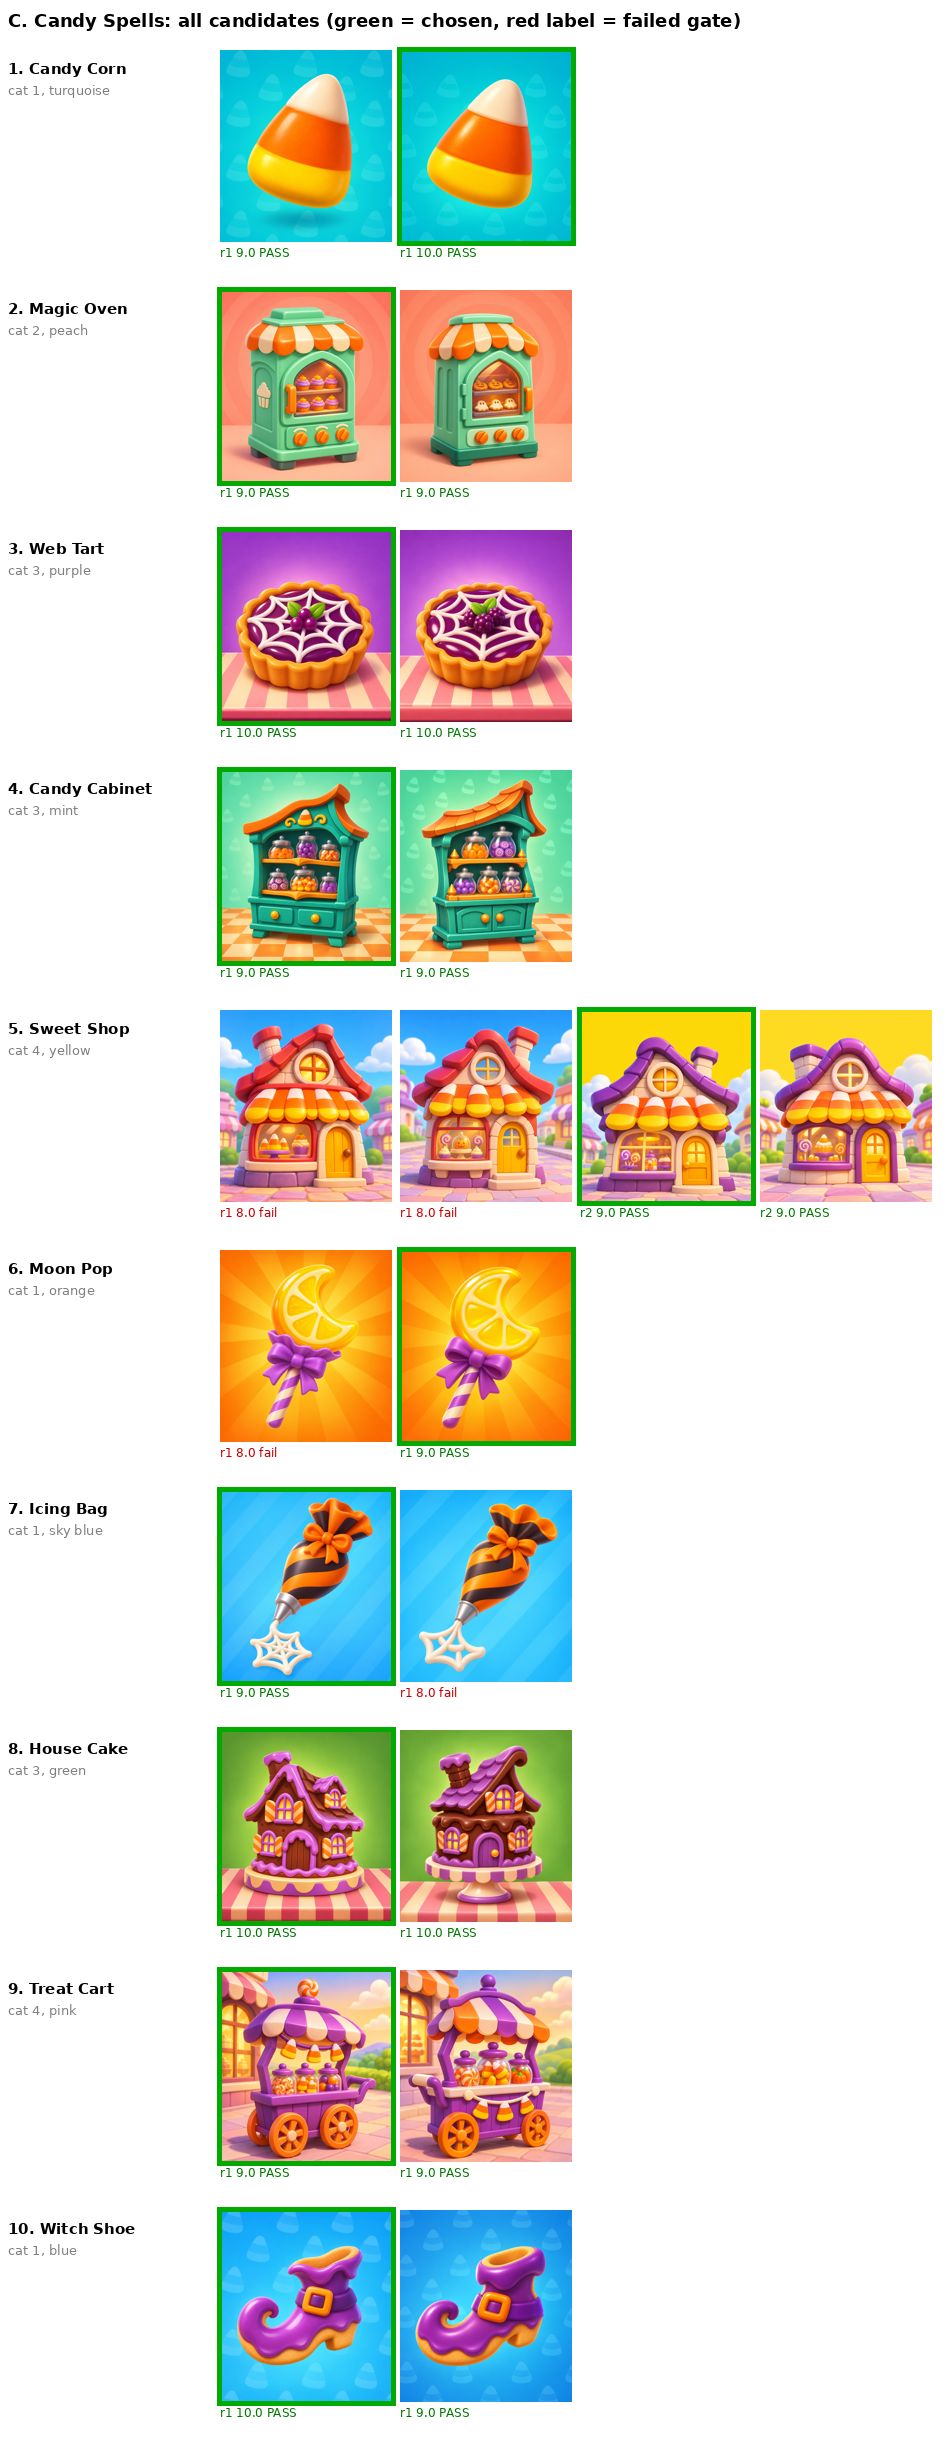 C. Candy Spells: all candidates (green = chosen, red label = failed gate)
1. Candy Corn
cat 1, turquoise
r1 9.0 PASS
r1 10.0 PASS
2. Magic Oven
cat 2, peach
r1 9.0 PASS
r1 9.0 PASS
3. Web Tart
cat 3, purple
r1 10.0 PASS
r1 10.0 PASS
4. Candy Cabinet
cat 3, mint
r1 9.0 PASS
r1 9.0 PASS
5. Sweet Shop
cat 4, yellow
r1 8.0 fail
r1 8.0 fail
r2 9.0 PASS
r2 9.0 PASS
6. Moon Pop
cat 1, orange
r1 8.0 fail
r1 9.0 PASS
7. Icing Bag
cat 1, sky blue
r1 9.0 PASS
r1 8.0 fail
8. House Cake
cat 3, green
r1 10.0 PASS
r1 10.0 PASS
9. Treat Cart
cat 4, pink
r1 9.0 PASS
r1 9.0 PASS
10. Witch Shoe
cat 1, blue
r1 10.0 PASS
r1 9.0 PASS